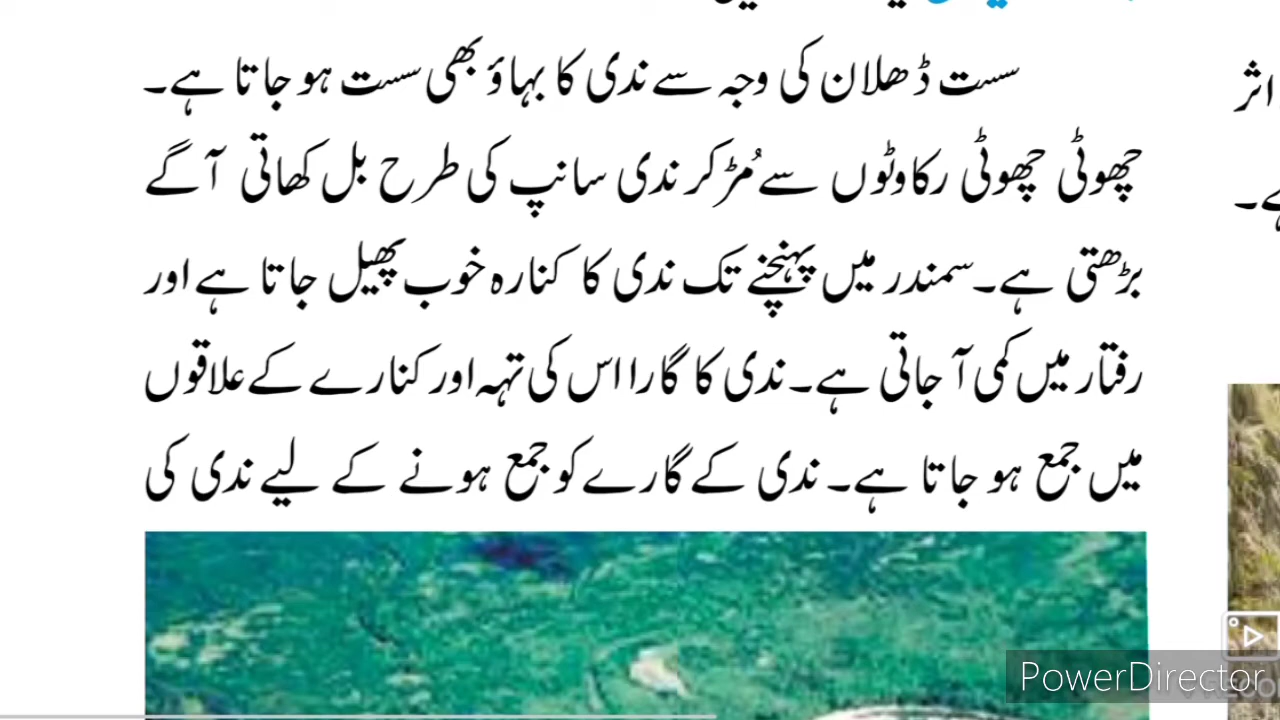 سست ڈھلان کی وجہ سے ندی کا بہاؤ بھی سست ہو جاتا ہے۔
چھوٹی چھوٹی رکاوٹوں سے مُڑ کر ندی سانپ کی طرح بل کھاتی آگے
بڑھتی ہے۔ سمندر میں پہنچنے تک ندی کا کنارہ خوب پھیل جاتا ہے اور
رفتار میں کمی آ جاتی ہے۔ ندی کا گارا اس کی تہہ اور کنارے کے علاقوں
میں جمع ہو جاتا ہے۔ ندی کے گارے کو جمع ہونے کے لیے ندی کی
اثر
PowerDirector